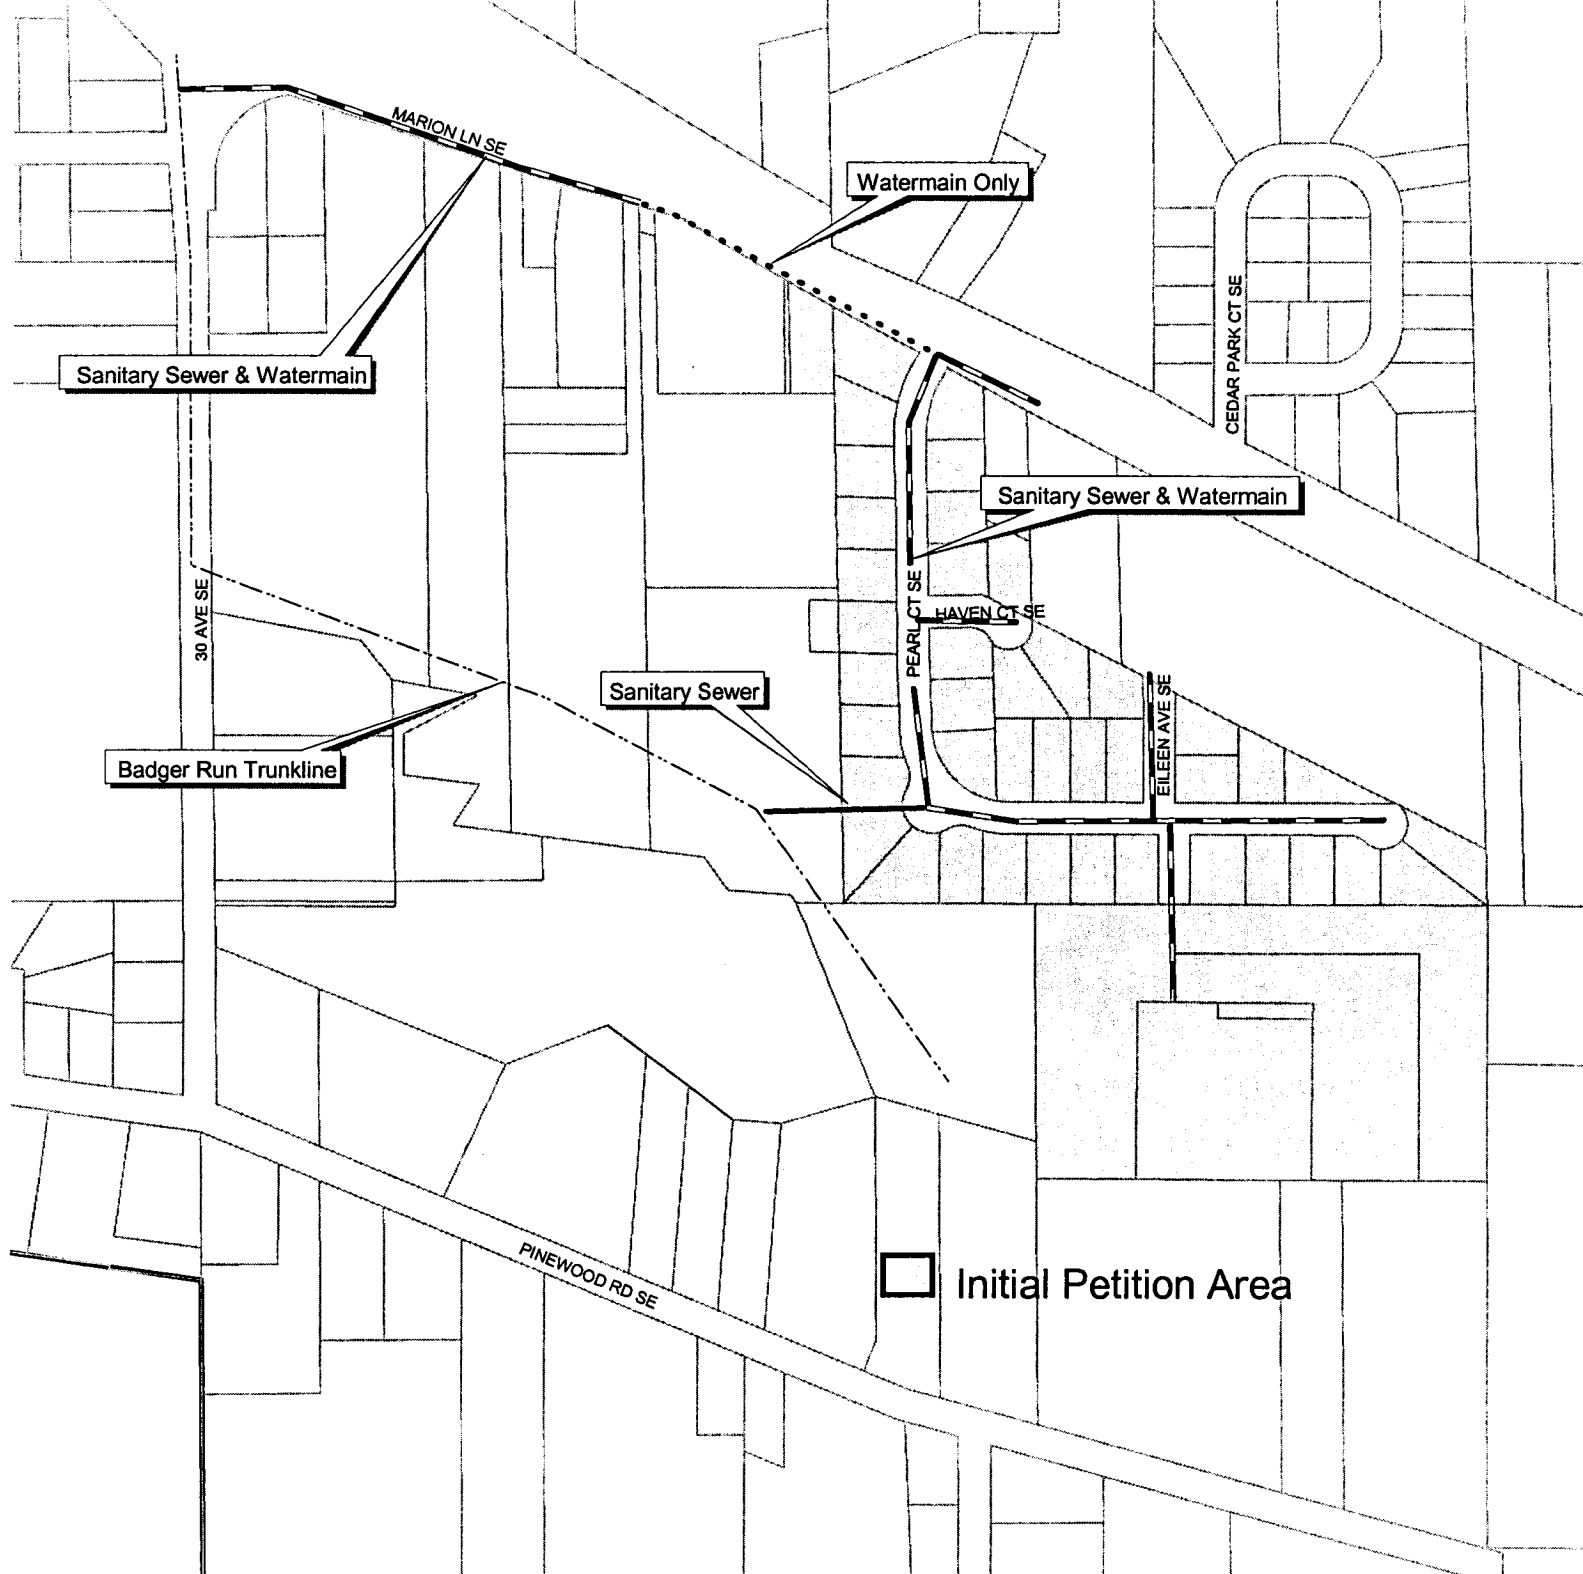 MARION LN SE
Watermain Only
CEDAR PARK CT SE
Sanitary Sewer & Watermain
Sanitary Sewer & Watermain
30 AVE SE
PEARL CT SE
HAVEN CT SE
Sanitary Sewer
EILEEN AVE SE
Badger Run Trunkline
PINEWOOD RD SE
Initial Petition Area